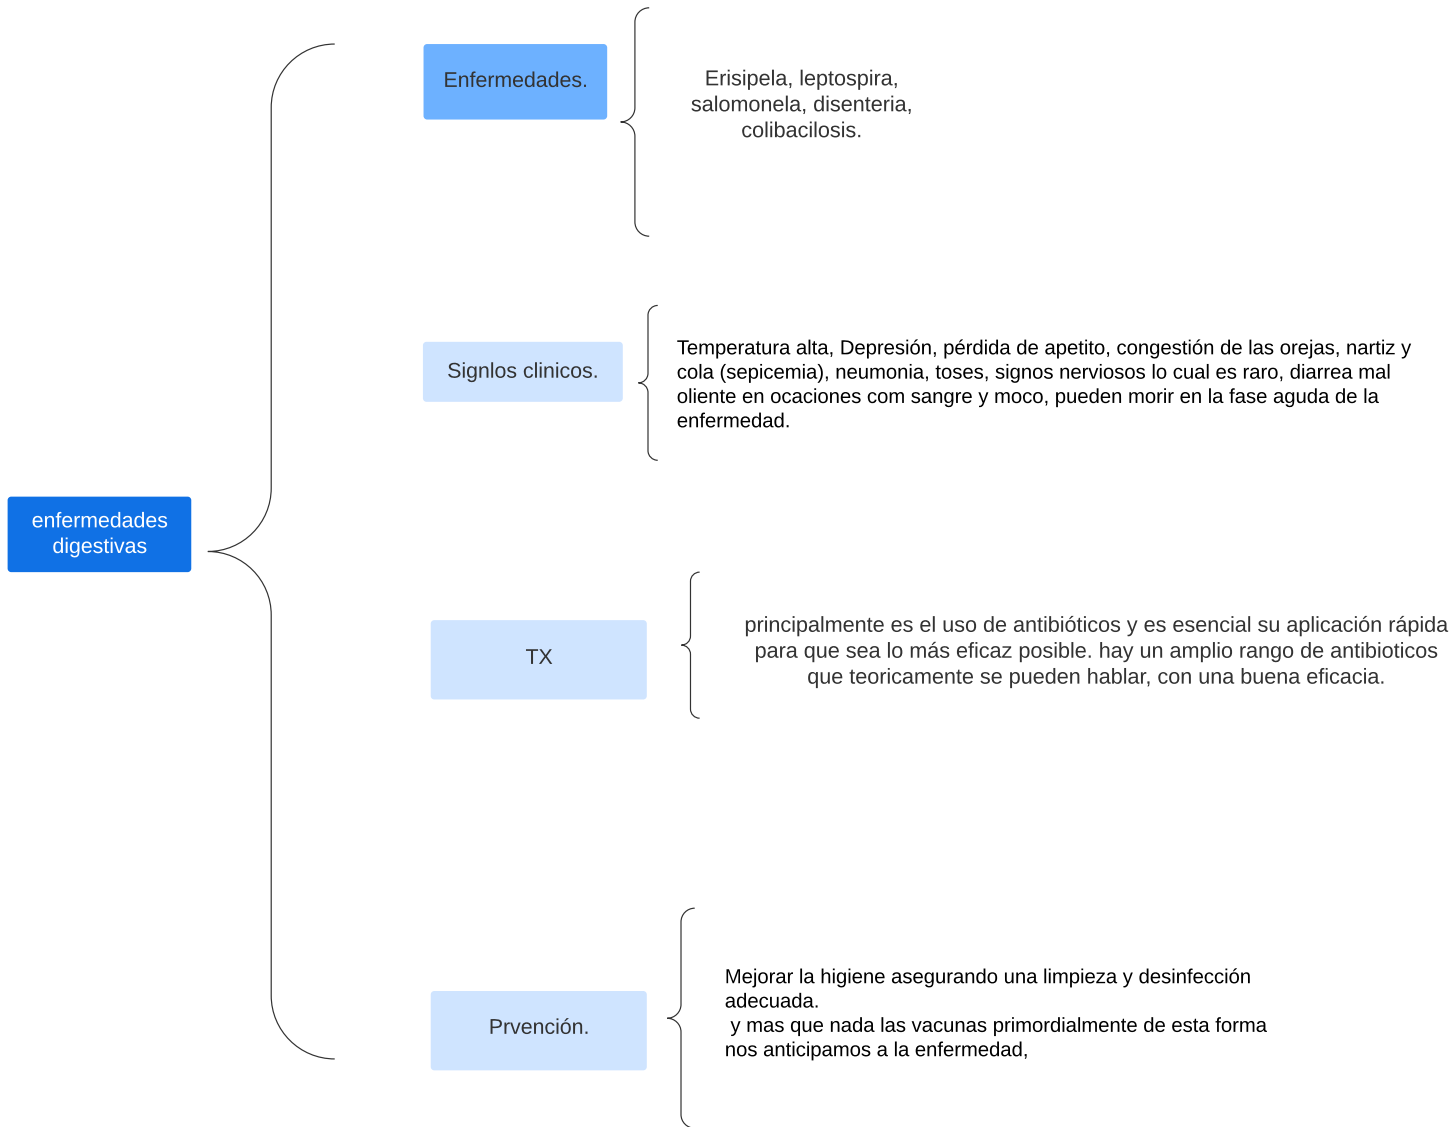 Enfermedades.
Erisipela, leptospira,
salomonela, disenteria,
colibacilosis.
Signlos clinicos.
Temperatura alta, Depresión, pérdida de apetito, congestión de las orejas, nartiz y
cola (sepicemia), neumonia, toses, signos nerviosos lo cual es raro, diarrea mal
oliente en ocaciones com sangre y moco, pueden morir en la fase aguda de la
enfermedad.
enfermedades
digestivas
TX
principalmente es el uso de antibióticos y es esencial su aplicación rápida
para que sea lo más eficaz posible. hay un amplio rango de antibioticos
que teoricamente se pueden hablar, con una buena eficacia.
Prvención.
Mejorar la higiene asegurando una limpieza y desinfección
adecuada.
y mas que nada las vacunas primordialmente de esta forma
nos anticipamos a la enfermedad,